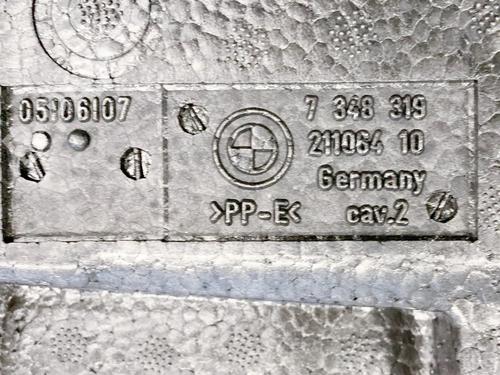 05106107
7 348 319
211064 10
Germany
>PP-E<
cav.2